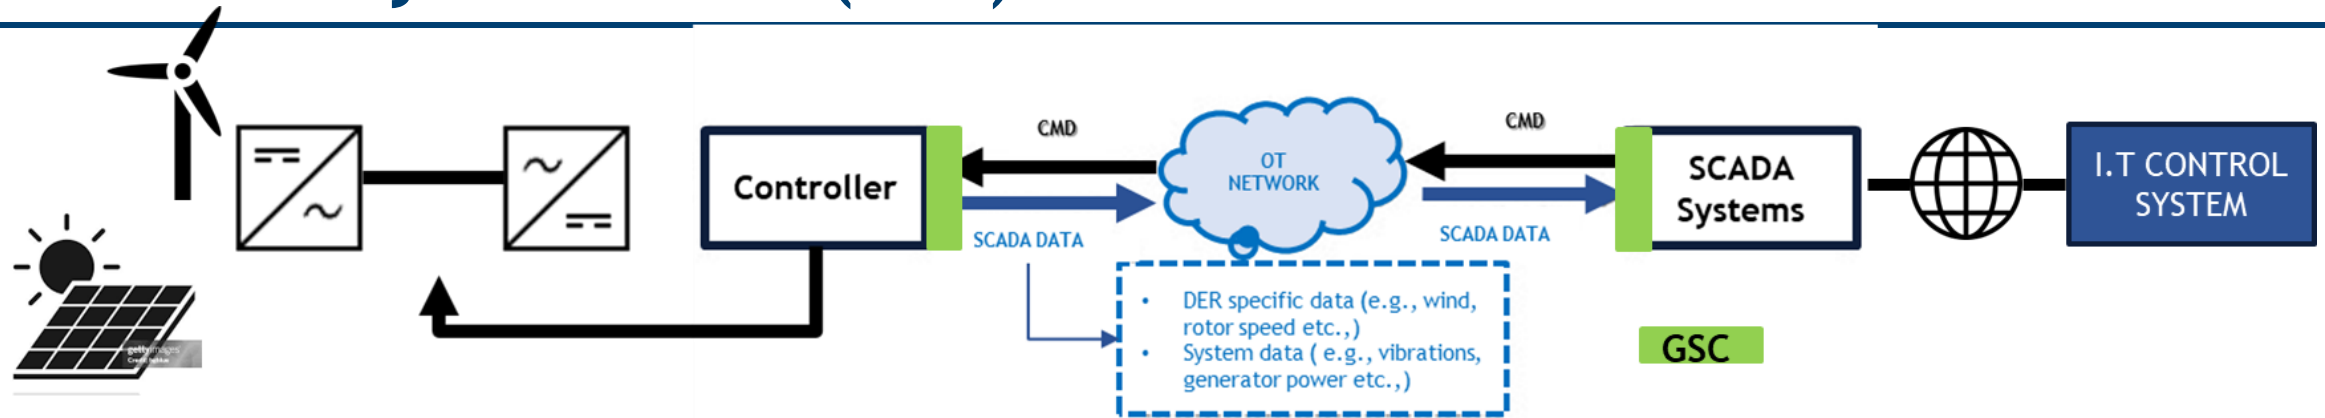 CMD
CMD
Controller
OT
NETWORK
SCADA
Systems
I.T CONTROL
SYSTEM
SCADA DATA
SCADA DATA
• DER specific data (e.g., wind,
rotor speed etc.,)
• System data ( e.g., vibrations,
generator power etc.,)
GSC
gettyimages